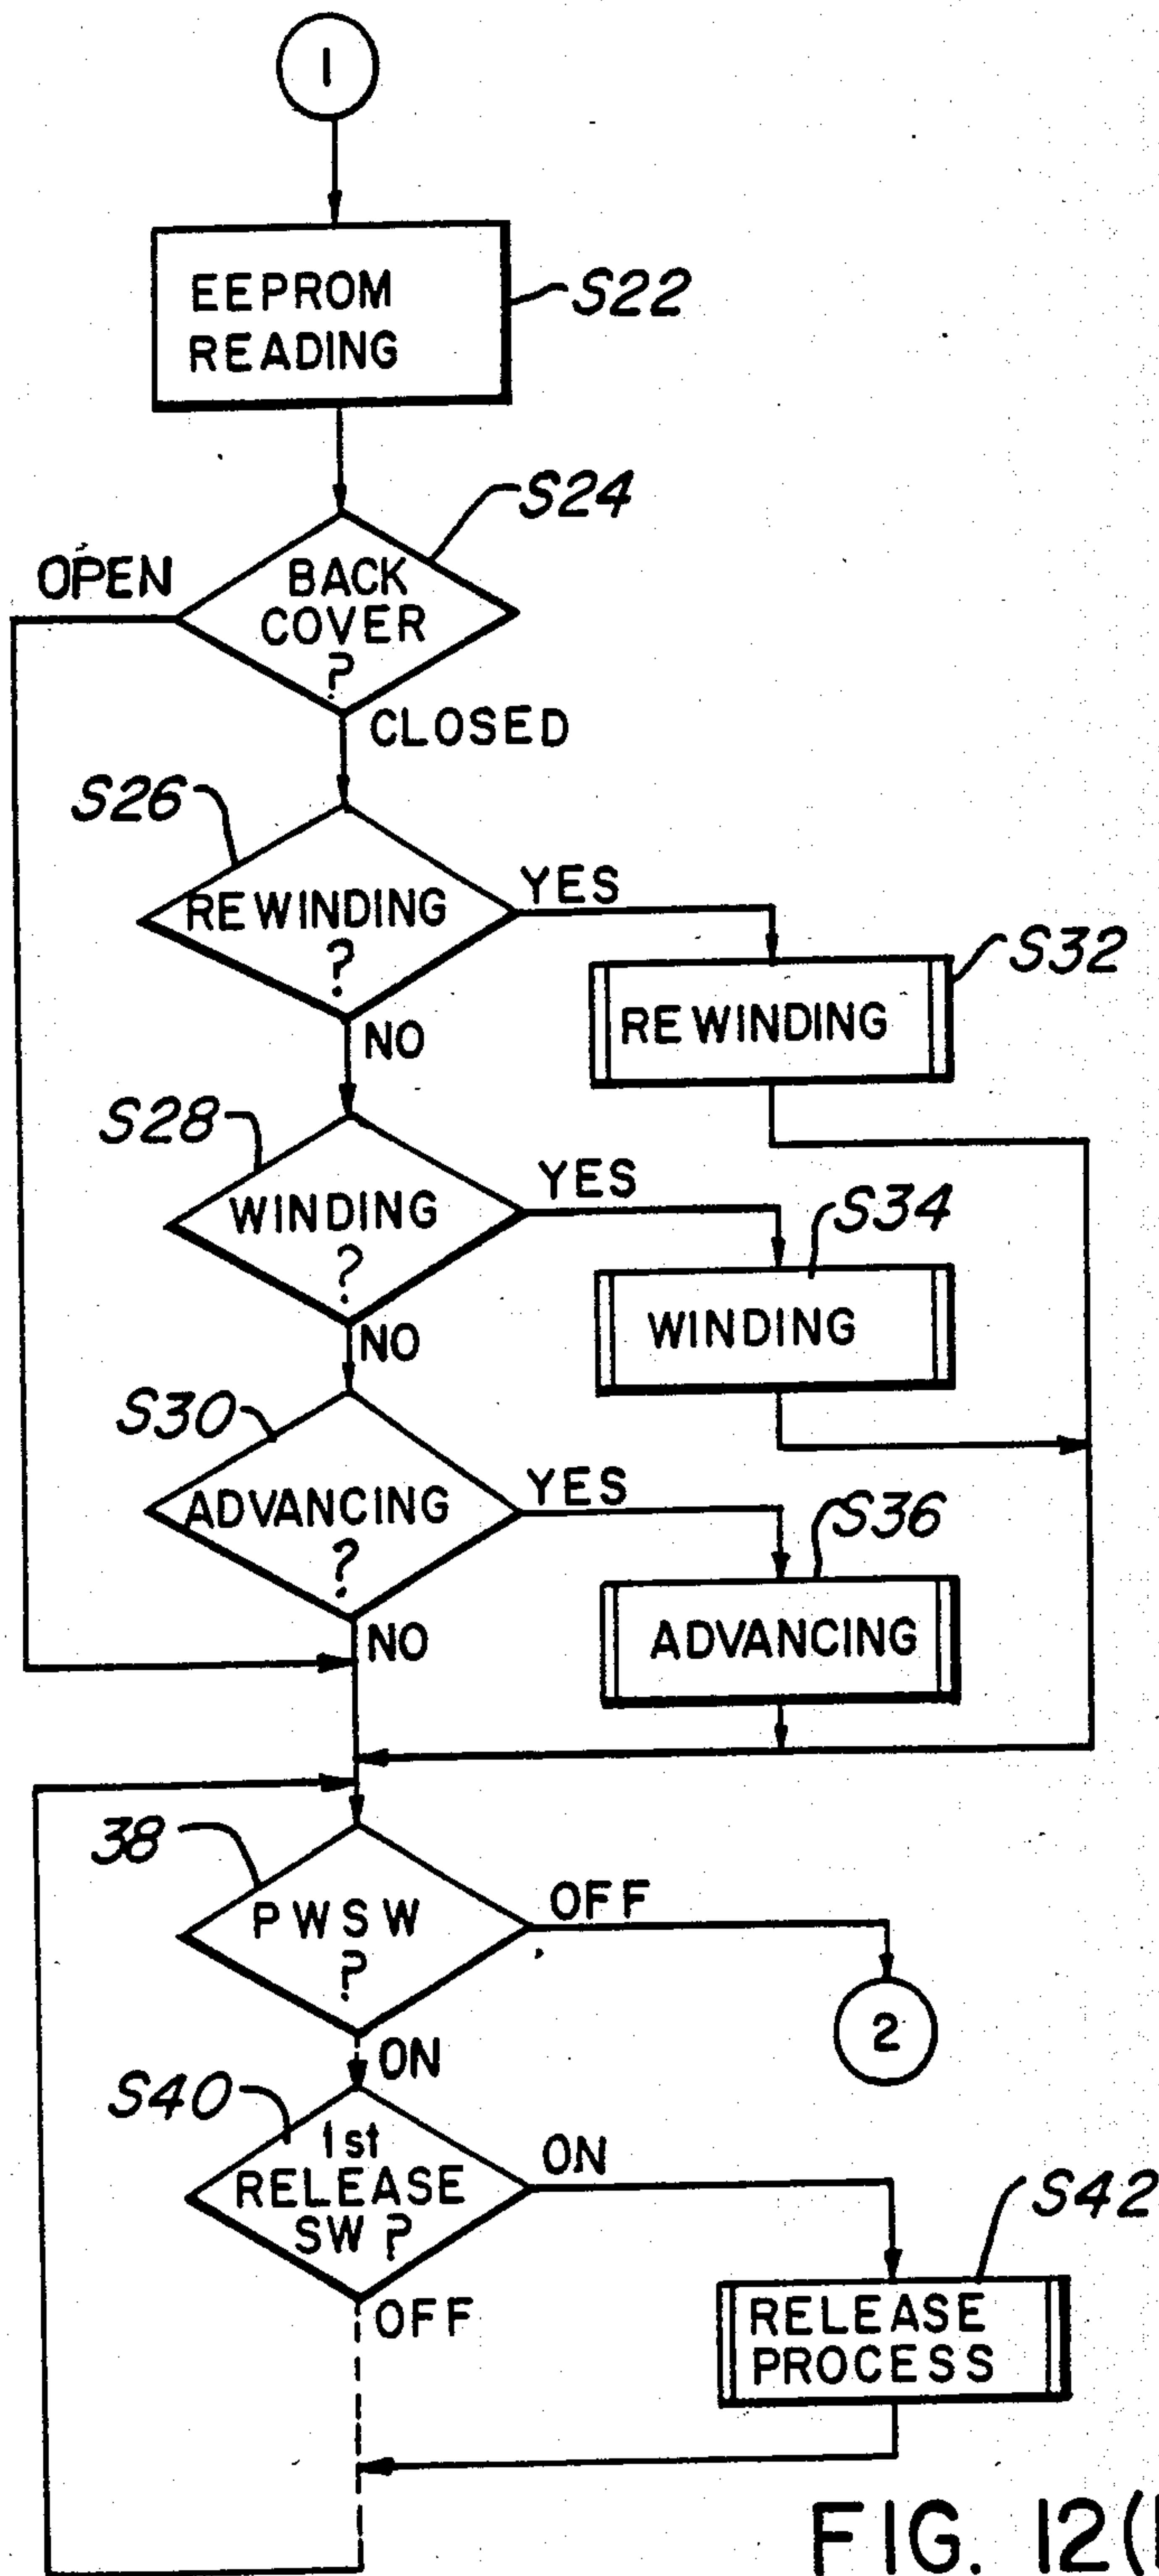 1
EEPROM
READING
S22
S24
OPEN
BACK
COVER
?
CLOSED
S26
REWINDING
?
YES
NO
S32
REWINDING
S28
WINDING
?
YES
NO
S34
WINDING
S30
ADVANCING
?
YES
NO
S36
ADVANCING
38
PWSW
?
OFF
2
ON
S40
1st
RELEASE
SW ?
ON
OFF
S42
RELEASE
PROCESS
FIG. 12(